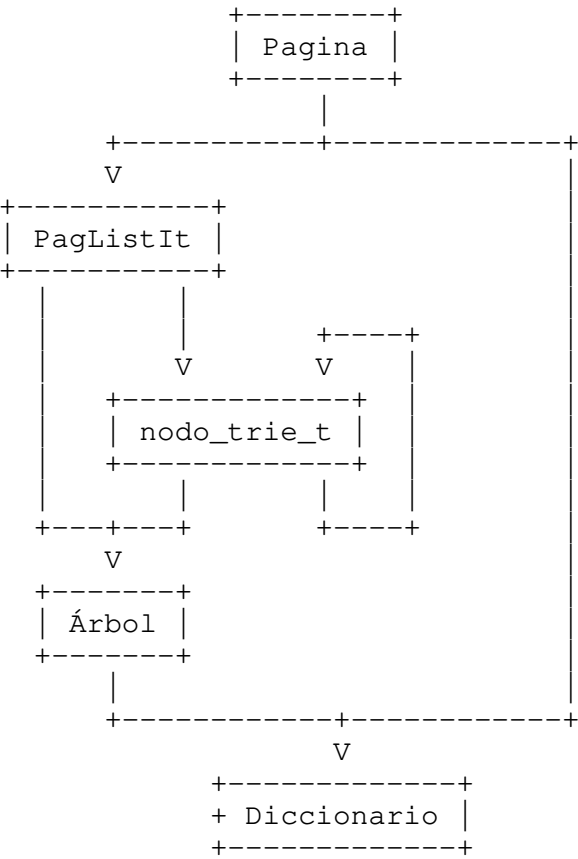 Pagina
V
PagListIt
V V
nodo_trie_t
V
Árbol
V
Diccionario